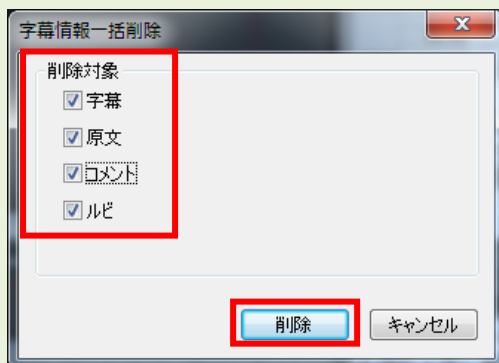 字幕情報一括削除
削除対象
字幕
原文
コメント
ルビ
削除
キャンセル